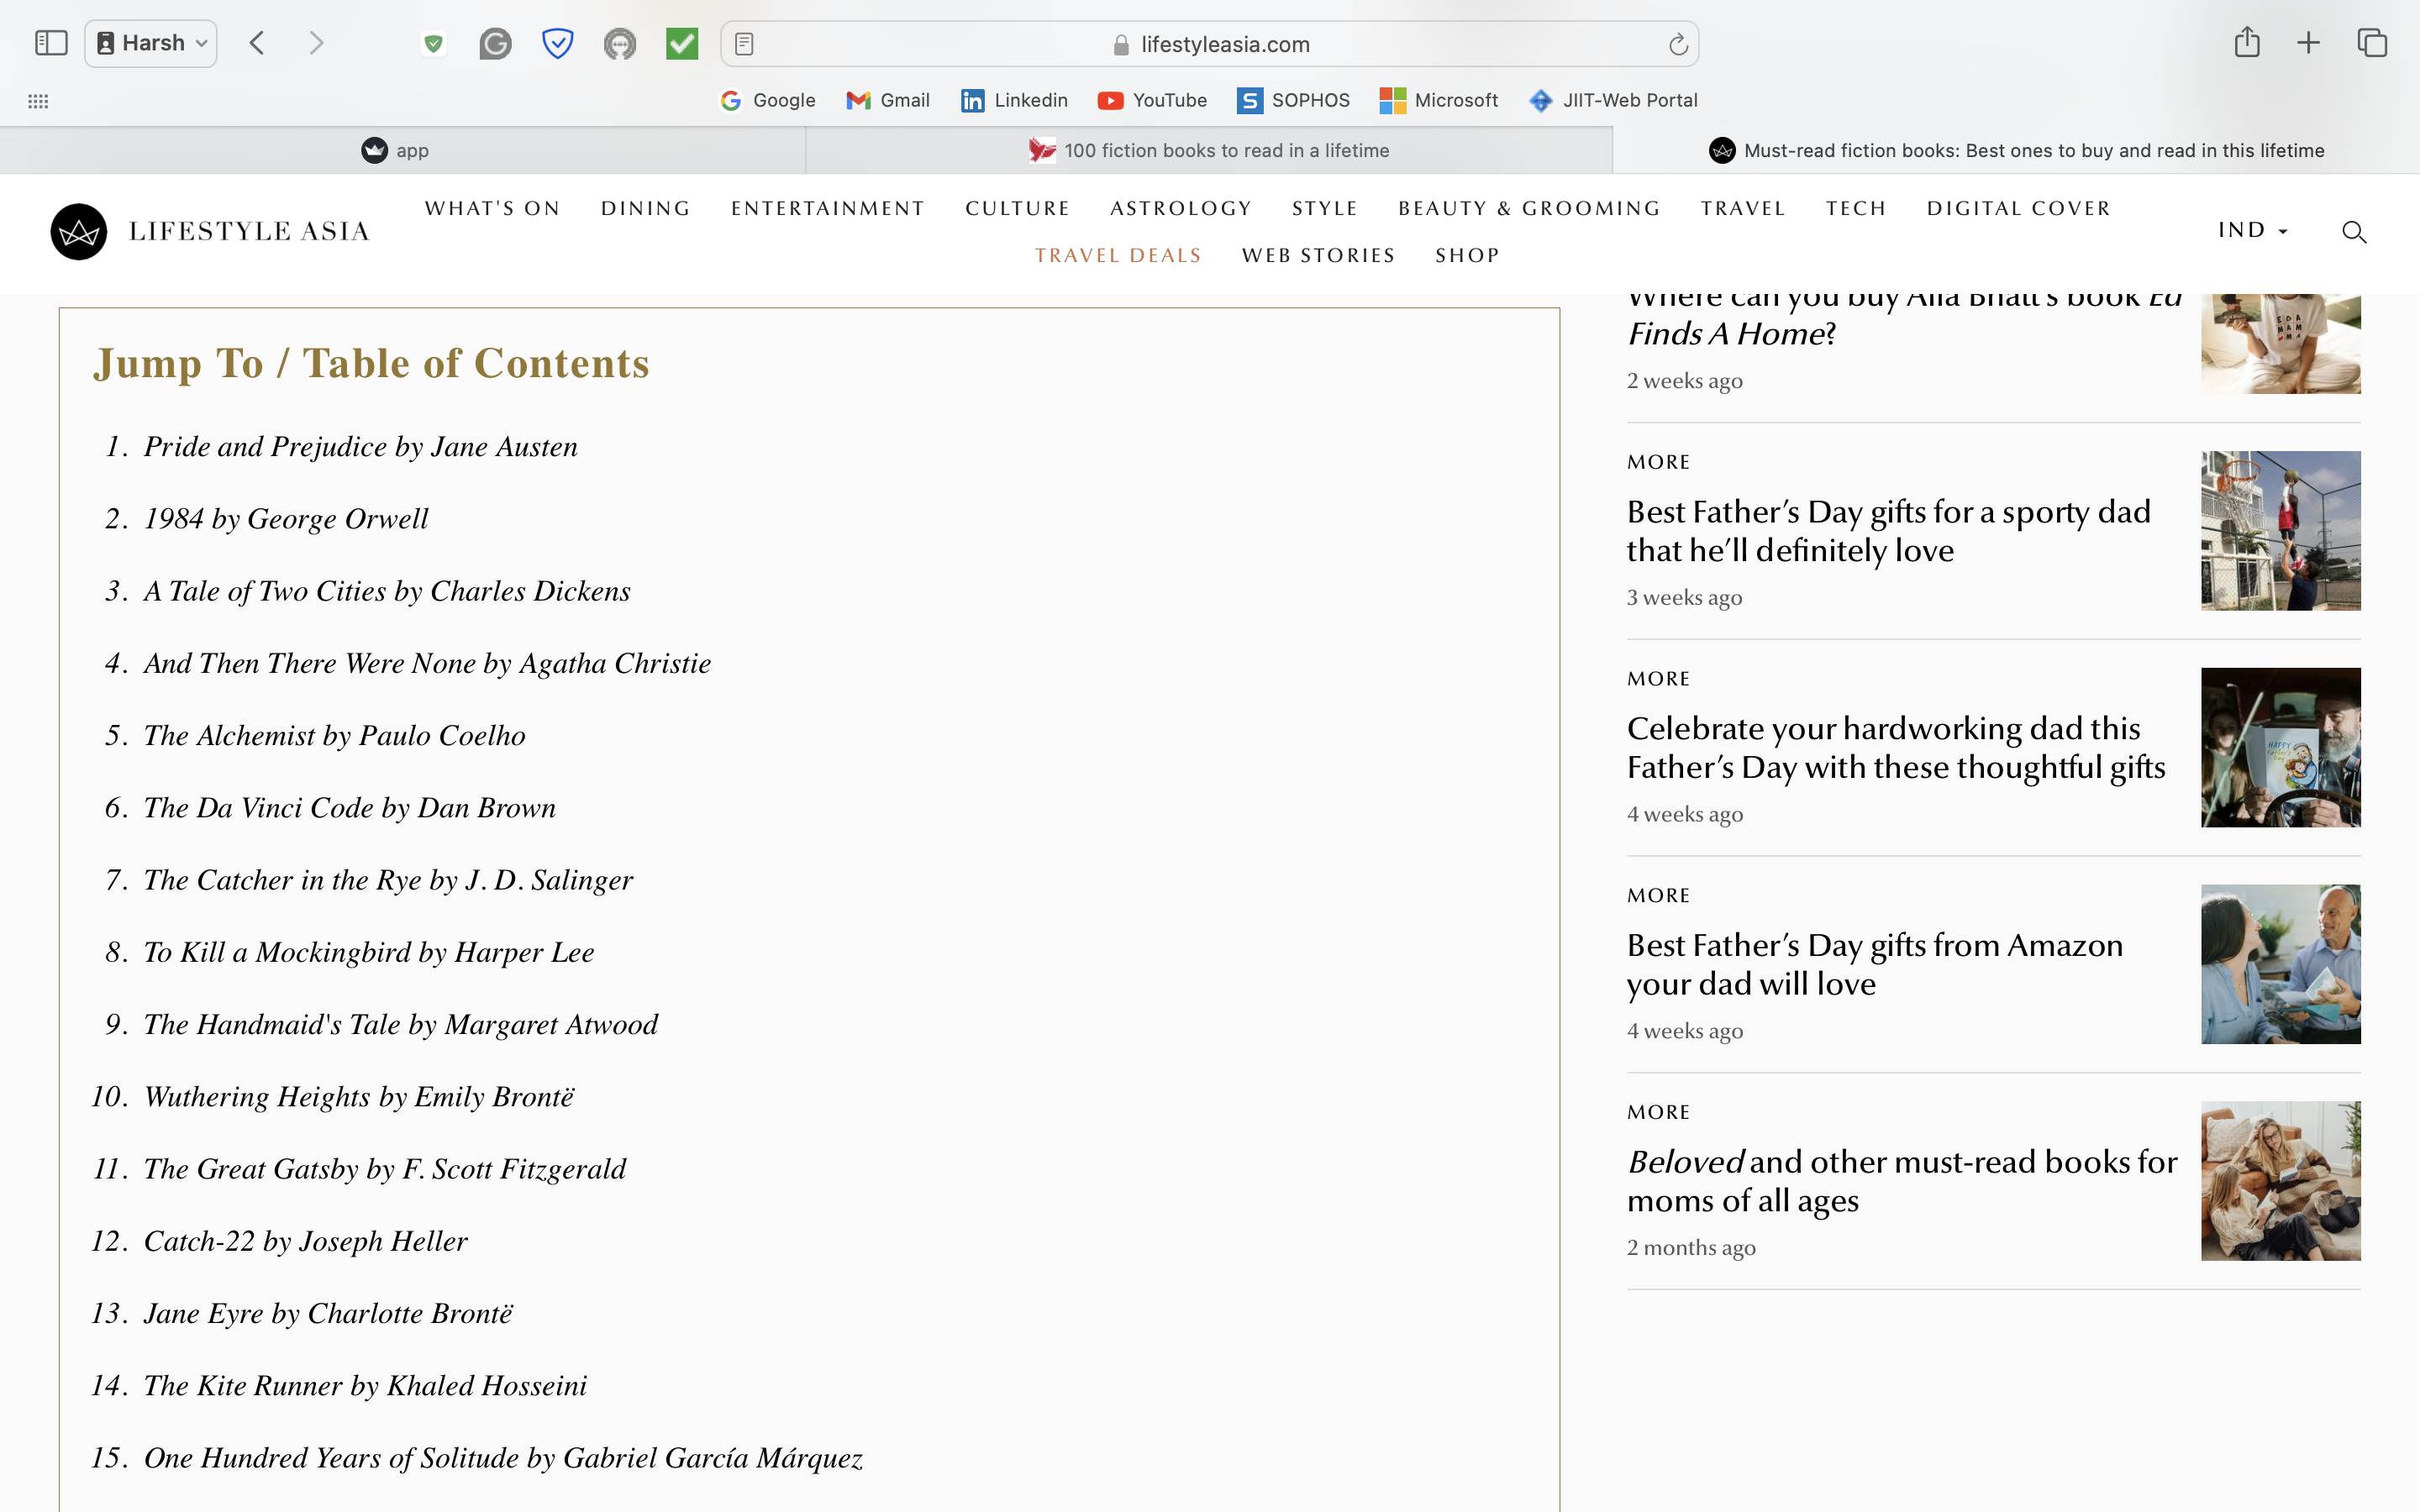 Harsh
lifestyleasia.com
Google Gmail Linkedin YouTube SOPHOS Microsoft JIIT-Web Portal
app
100 fiction books to read in a lifetime
Must-read fiction books: Best ones to buy and read in this lifetime
LIFESTYLE ASIA
WHAT'S ON DINING ENTERTAINMENT CULTURE ASTROLOGY STYLE BEAUTY & GROOMING TRAVEL TECH DIGITAL COVER
TRAVEL DEALS WEB STORIES SHOP
IND
Jump To / Table of Contents
1. Pride and Prejudice by Jane Austen
2. 1984 by George Orwell
3. A Tale of Two Cities by Charles Dickens
4. And Then There Were None by Agatha Christie
5. The Alchemist by Paulo Coelho
6. The Da Vinci Code by Dan Brown
7. The Catcher in the Rye by J. D. Salinger
8. To Kill a Mockingbird by Harper Lee
9. The Handmaid's Tale by Margaret Atwood
10. Wuthering Heights by Emily Brontë
11. The Great Gatsby by F. Scott Fitzgerald
12. Catch-22 by Joseph Heller
13. Jane Eyre by Charlotte Brontë
14. The Kite Runner by Khaled Hosseini
15. One Hundred Years of Solitude by Gabriel García Márquez
Where can you buy Alia Bhatt's book Ed
Finds A Home?
2 weeks ago
MORE
Best Father’s Day gifts for a sporty dad
that he’ll definitely love
3 weeks ago
MORE
Celebrate your hardworking dad this
Father’s Day with these thoughtful gifts
4 weeks ago
MORE
Best Father’s Day gifts from Amazon
your dad will love
4 weeks ago
MORE
Beloved and other must-read books for
moms of all ages
2 months ago